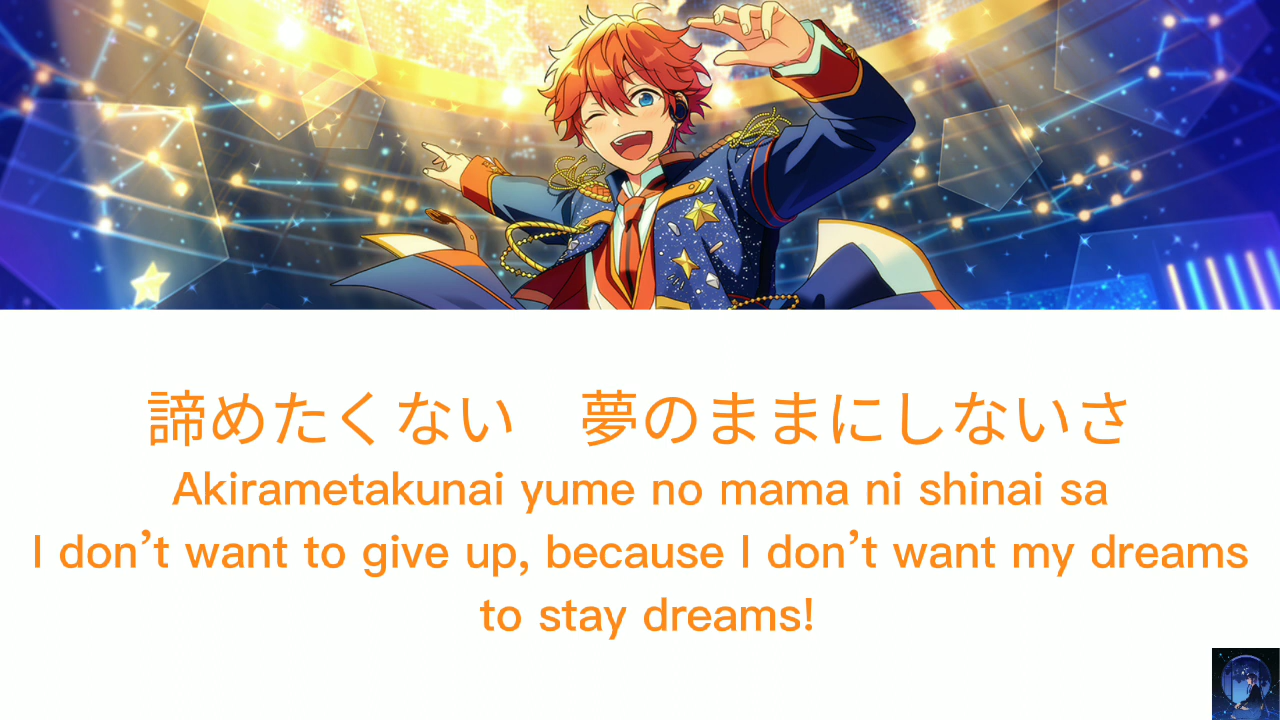 諦めたくない　夢のままにしないさ
Akirametakunai yume no mama ni shinai sa
I don’t want to give up, because I don’t want my dreams
to stay dreams!